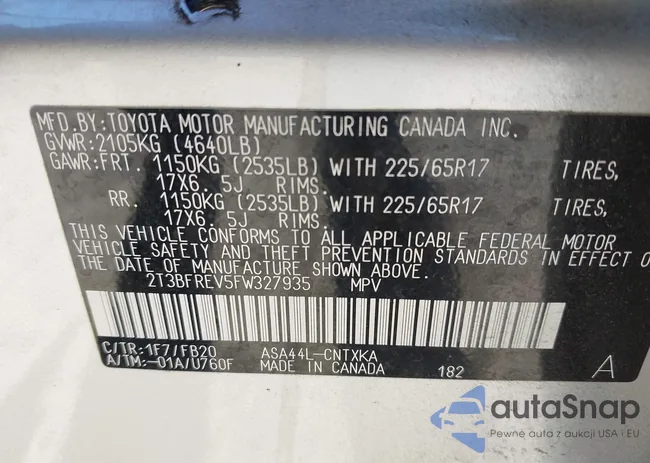 MFD.BY:TOYOTA MOTOR MANUFACTURING CANADA INC.
GVWR:2105KG (4640LB)
GAWR:FRT. 1150KG (2535LB) WITH 225/65R17 TIRES,
17X6.5J RIMS.
RR. 1150KG (2535LB) WITH 225/65R17 TIRES,
17X6.5J RIMS.
THIS VEHICLE CONFORMS TO ALL APPLICABLE FEDERAL MOTOR
VEHICLE SAFETY AND THEFT PREVENTION STANDARDS IN EFFECT O
THE DATE OF MANUFACTURE SHOWN ABOVE.
2T3BFREV5FW327935 MPV
C/TR:1F7/FB20 ASA44L-CNTXKA
A/TM:-01A/U760F MADE IN CANADA 182 A
autaSnap
Pewne auta z aukcji USA i EU